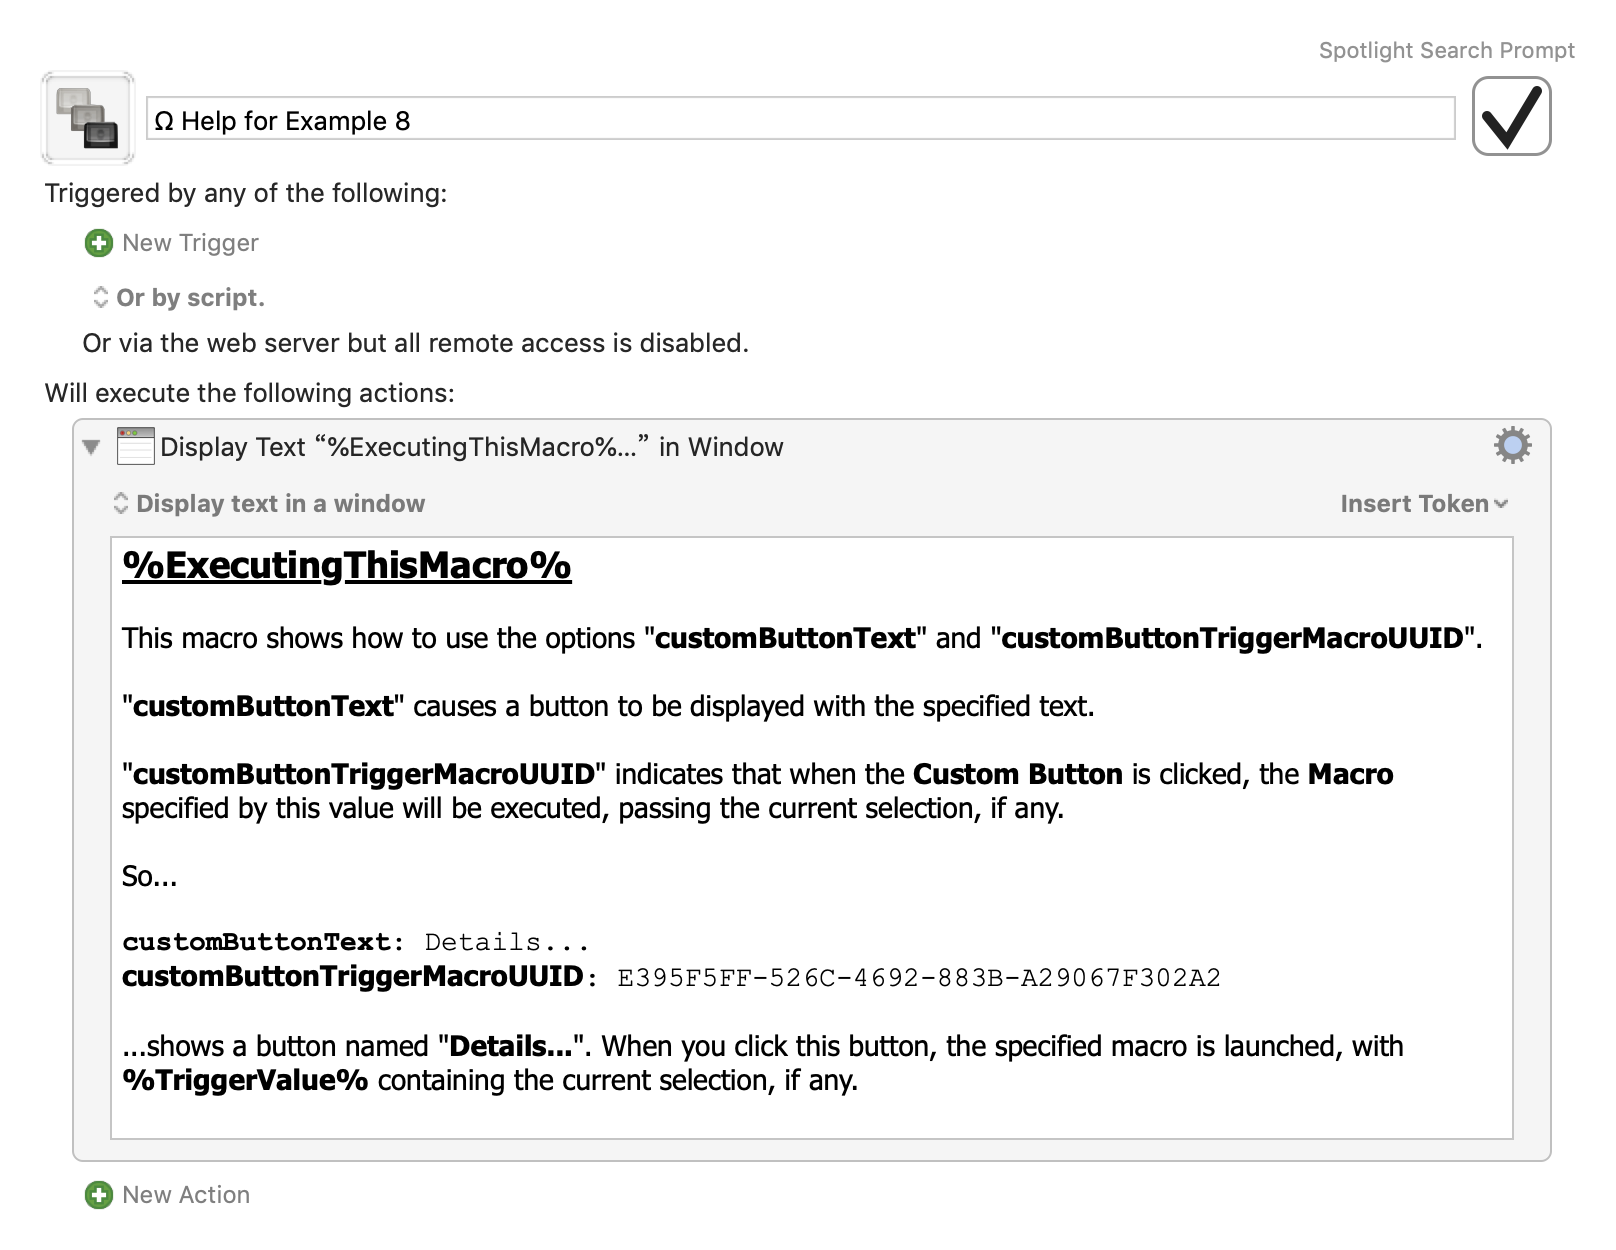 Spotlight Search Prompt
Ω Help for Example 8
Triggered by any of the following:
New Trigger
Or by script.
Or via the web server but all remote access is disabled.
Will execute the following actions:
Display Text “%ExecutingThisMacro%...” in Window
Display text in a window
Insert Token
%ExecutingThisMacro%
This macro shows how to use the options "customButtonText" and "customButtonTriggerMacroUUID".
"customButtonText" causes a button to be displayed with the specified text.
"customButtonTriggerMacroUUID" indicates that when the Custom Button is clicked, the Macro
specified by this value will be executed, passing the current selection, if any.
So...
customButtonText: Details...
customButtonTriggerMacroUUID: E395F5FF-526C-4692-883B-A29067F302A2
...shows a button named "Details...". When you click this button, the specified macro is launched, with
%TriggerValue% containing the current selection, if any.
New Action